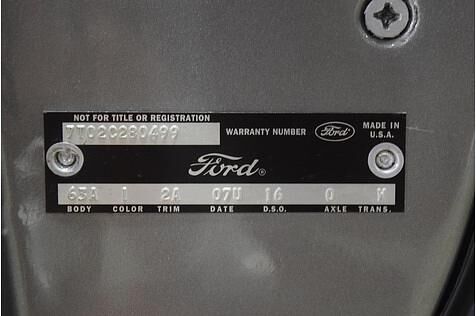 NOT FOR TITLE OR REGISTRATION
7T02C280499 WARRANTY NUMBER Ford MADE IN U.S.A.
Ford®
65A 1 2A 07U 16 0 M
BODY COLOR TRIM DATE D.S.O. AXLE TRANS.